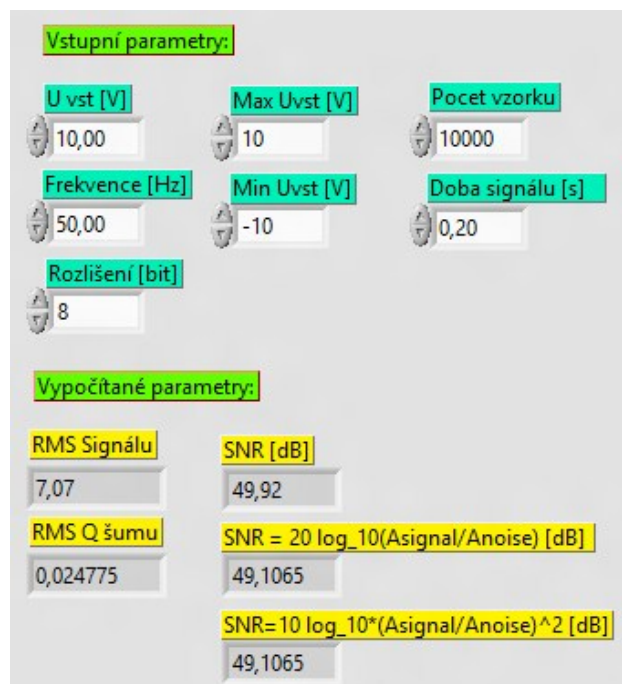 Vstupní parametry:
U vst [V]
Max Uvst [V]
Pocet vzorku
10,00
10
10000
Frekvence [Hz]
Min Uvst [V]
Doba signálu [s]
50,00
-10
0,20
Rozlišení [bit]
8
Vypočítané parametry:
RMS Signálu
SNR [dB]
7,07
49,92
RMS Q šumu
SNR = 20 log_10(Asignal/Anoise) [dB]
0,024775
49,1065
SNR=10 log_10*(Asignal/Anoise)^2 [dB]
49,1065